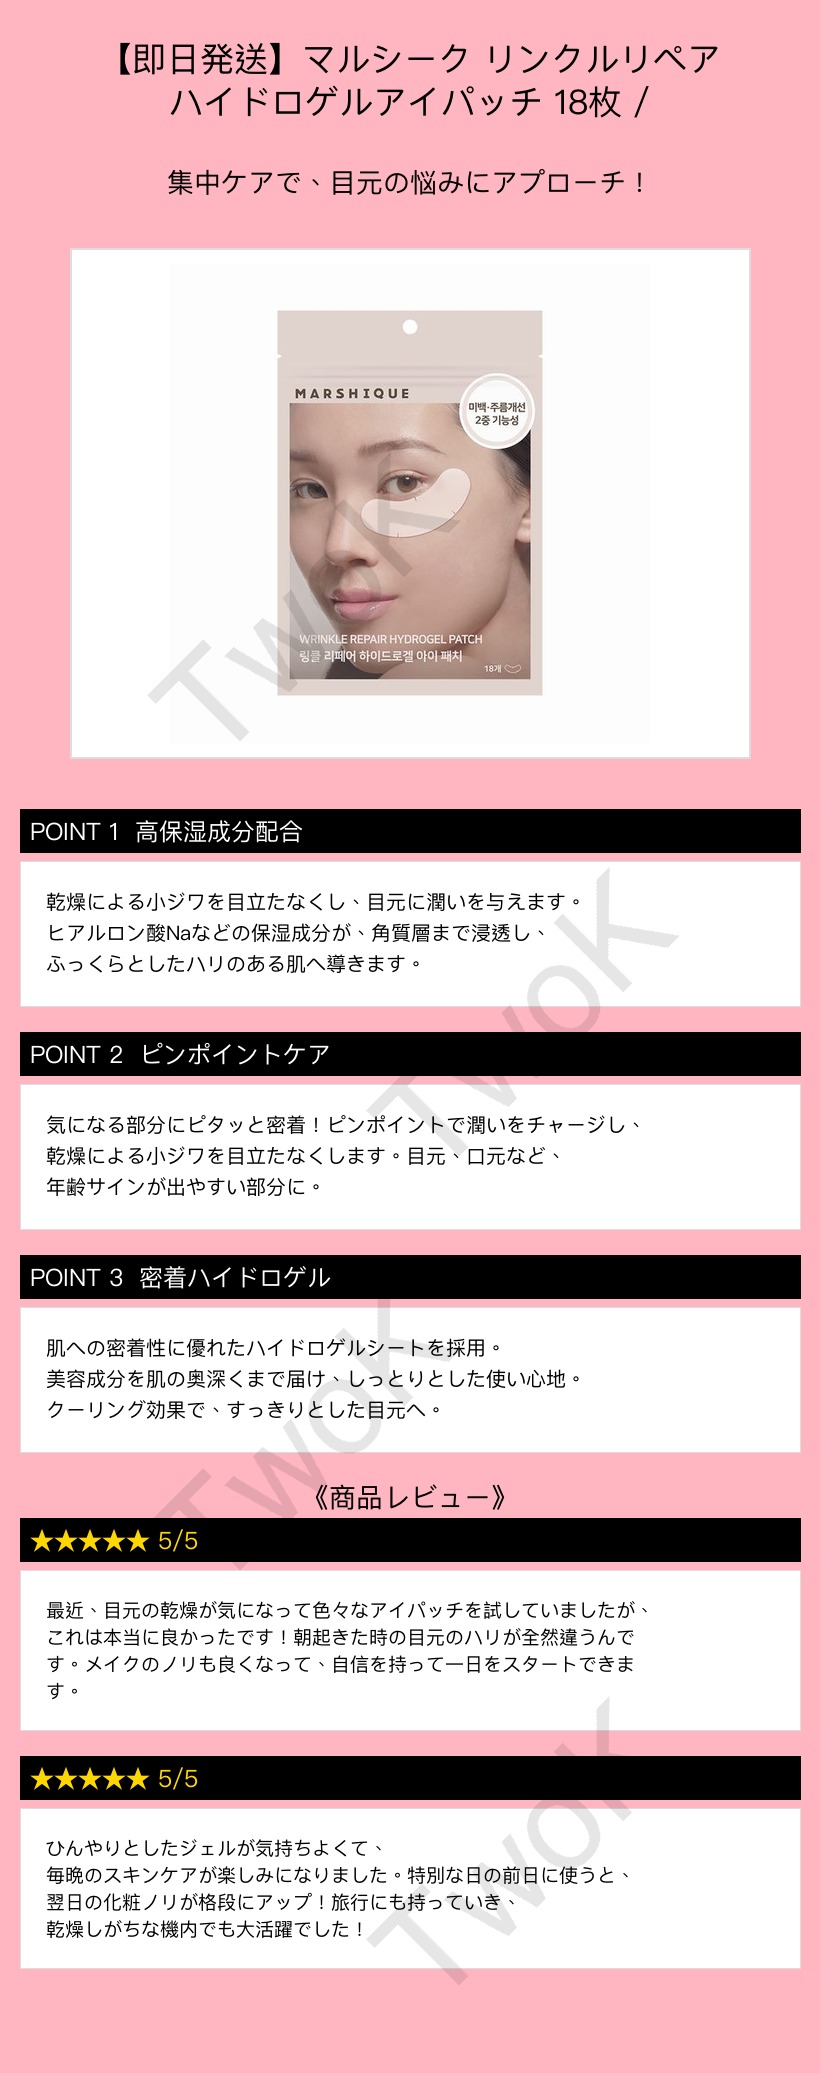 【即日発送】マルシーク リンクルリペア
ハイドロゲルアイパッチ 18枚 /
集中ケアで、目元の悩みにアプローチ！
MARSHIQUE
미백·주름개선
2중 기능성
WRINKLE REPAIR HYDROGEL PATCH
링클 리페어 하이드로겔 아이 패치
18개
TwoK
POINT 1 高保湿成分配合
乾燥による小ジワを目立たなくし、目元に潤いを与えます。
ヒアルロン酸Naなどの保湿成分が、角質層まで浸透し、
ふっくらとしたハリのある肌へ導きます。
TwoK
POINT 2 ピンポイントケア
気になる部分にピタッと密着！ピンポイントで潤いをチャージし、
乾燥による小ジワを目立たなくします。目元、口元など、
年齢サインが出やすい部分に。
POINT 3 密着ハイドロゲル
肌への密着性に優れたハイドロゲルシートを採用。
美容成分を肌の奥深くまで届け、しっとりとした使い心地。
クーリング効果で、すっきりとした目元へ。
TwoK
《商品レビュー》
★★★★★ 5/5
最近、目元の乾燥が気になって色々なアイパッチを試していましたが、
これは本当に良かったです！朝起きた時の目元のハリが全然違うんで
す。メイクのノリも良くなって、自信を持って一日をスタートできま
す。
★★★★★ 5/5
ひんやりとしたジェルが気持ちよくて、
毎晩のスキンケアが楽しみになりました。特別な日の前日に使うと、
翌日の化粧ノリが格段にアップ！旅行にも持っていき、
乾燥しがちな機内でも大活躍でした！
TwoK